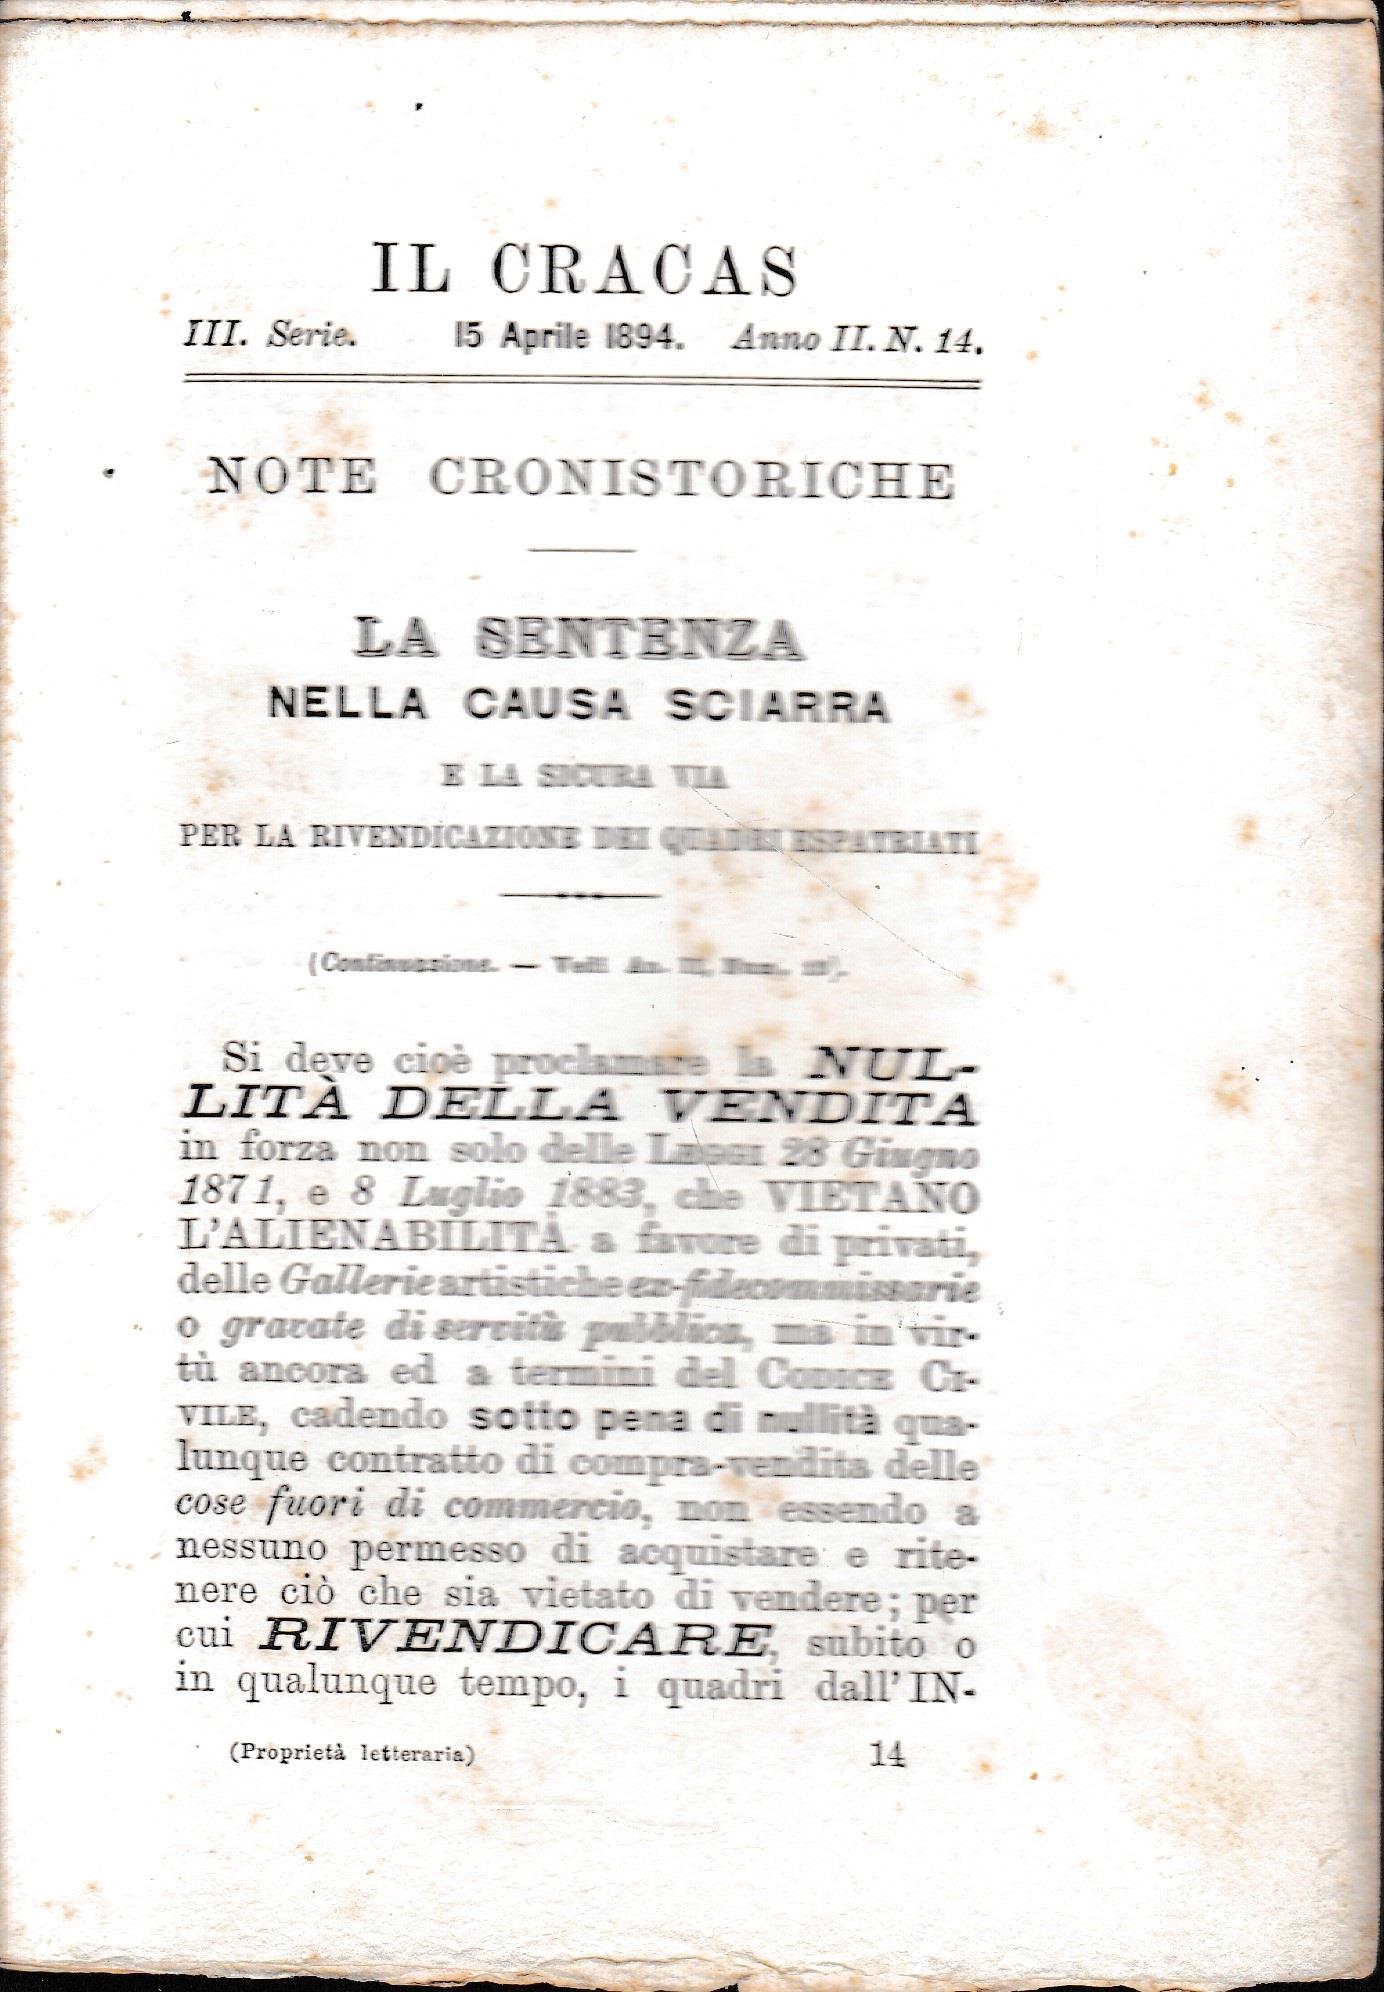 IL CRACAS
III. Serie. 15 Aprile 1894. Anno II. N. 14.
NOTE CRONISTORICHE
LA SENTENZA
NELLA CAUSA SCIARRA
E LA SICURA VIA
PER LA RIVENDICAZIONE DEI QUADRI ESPATRIATI
(Continuazione. — Vedi An. II, Num.
Si deve cioè proclamare la NUL-
LITÀ DELLA VENDITA
in forza non solo delle LEGGI 28 Giugno
1871, e 8 Luglio 1883, che VIETANO
L'ALIENABILITÀ a favore di privati,
delle Gallerie artistiche ex-fidecommissarie
o gravate di servitù pubblica, ma in vir-
tù ancora ed a termini del CODICE CI-
VILE, cadendo sotto pena di nullità qua-
lunque contratto di compra-vendita delle
cose fuori di commercio, non essendo a
nessuno permesso di acquistare e rite-
nere ciò che sia vietato di vendere; per
cui RIVENDICARE, subito o
in qualunque tempo, i quadri dall'IN-
(Proprietà letteraria) 14